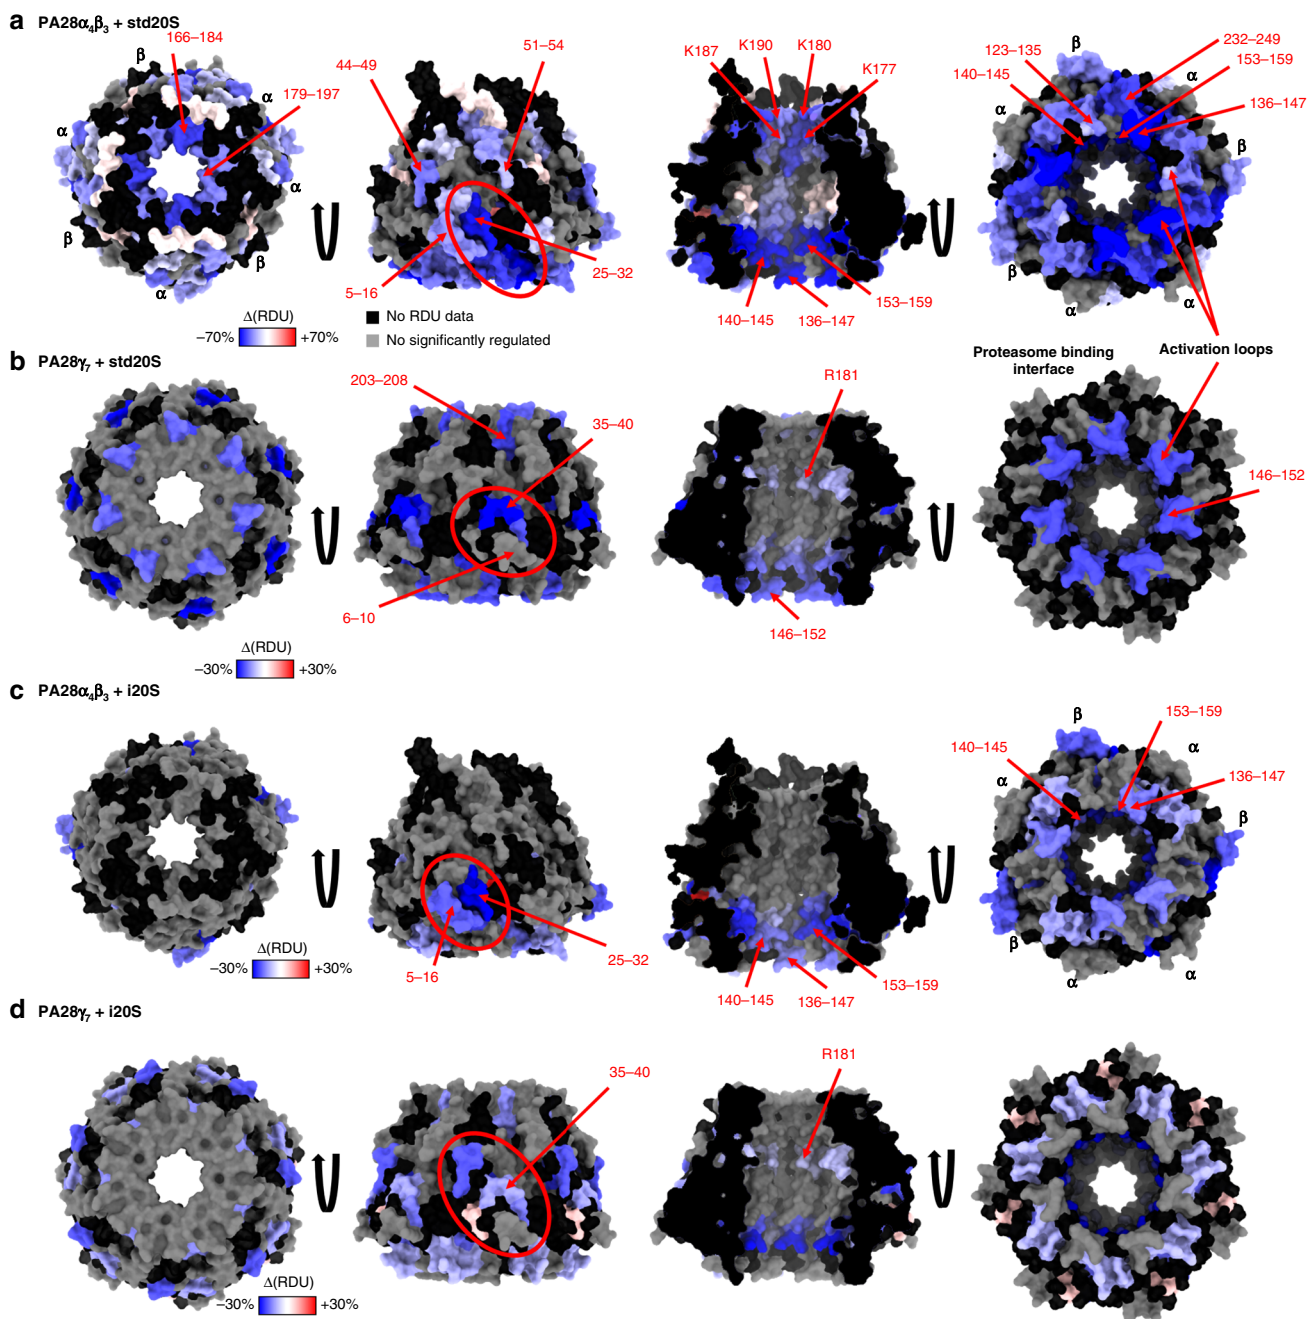 a PA28α4β3 + std20S
166–184
β
α
179–197
α
α
β
β
α
44–49
51–54
5–16
25–32
K187
K190
K180
K177
140–145
136–147
153–159
123–135
140–145
β
232–249
153–159
α
136–147
α
β
β
α
α
Δ(RDU)
–70%
+70%
No RDU data
No significantly regulated
Proteasome binding
interface
Activation loops
b PA28γ7 + std20S
203–208
35–40
6–10
R181
146–152
146–152
Δ(RDU)
–30%
+30%
c PA28α4β3 + i20S
5–16
25–32
140–145
136–147
153–159
β
153–159
140–145
α
136–147
α
β
β
α
α
Δ(RDU)
–30%
+30%
d PA28γ7 + i20S
35–40
R181
Δ(RDU)
–30%
+30%